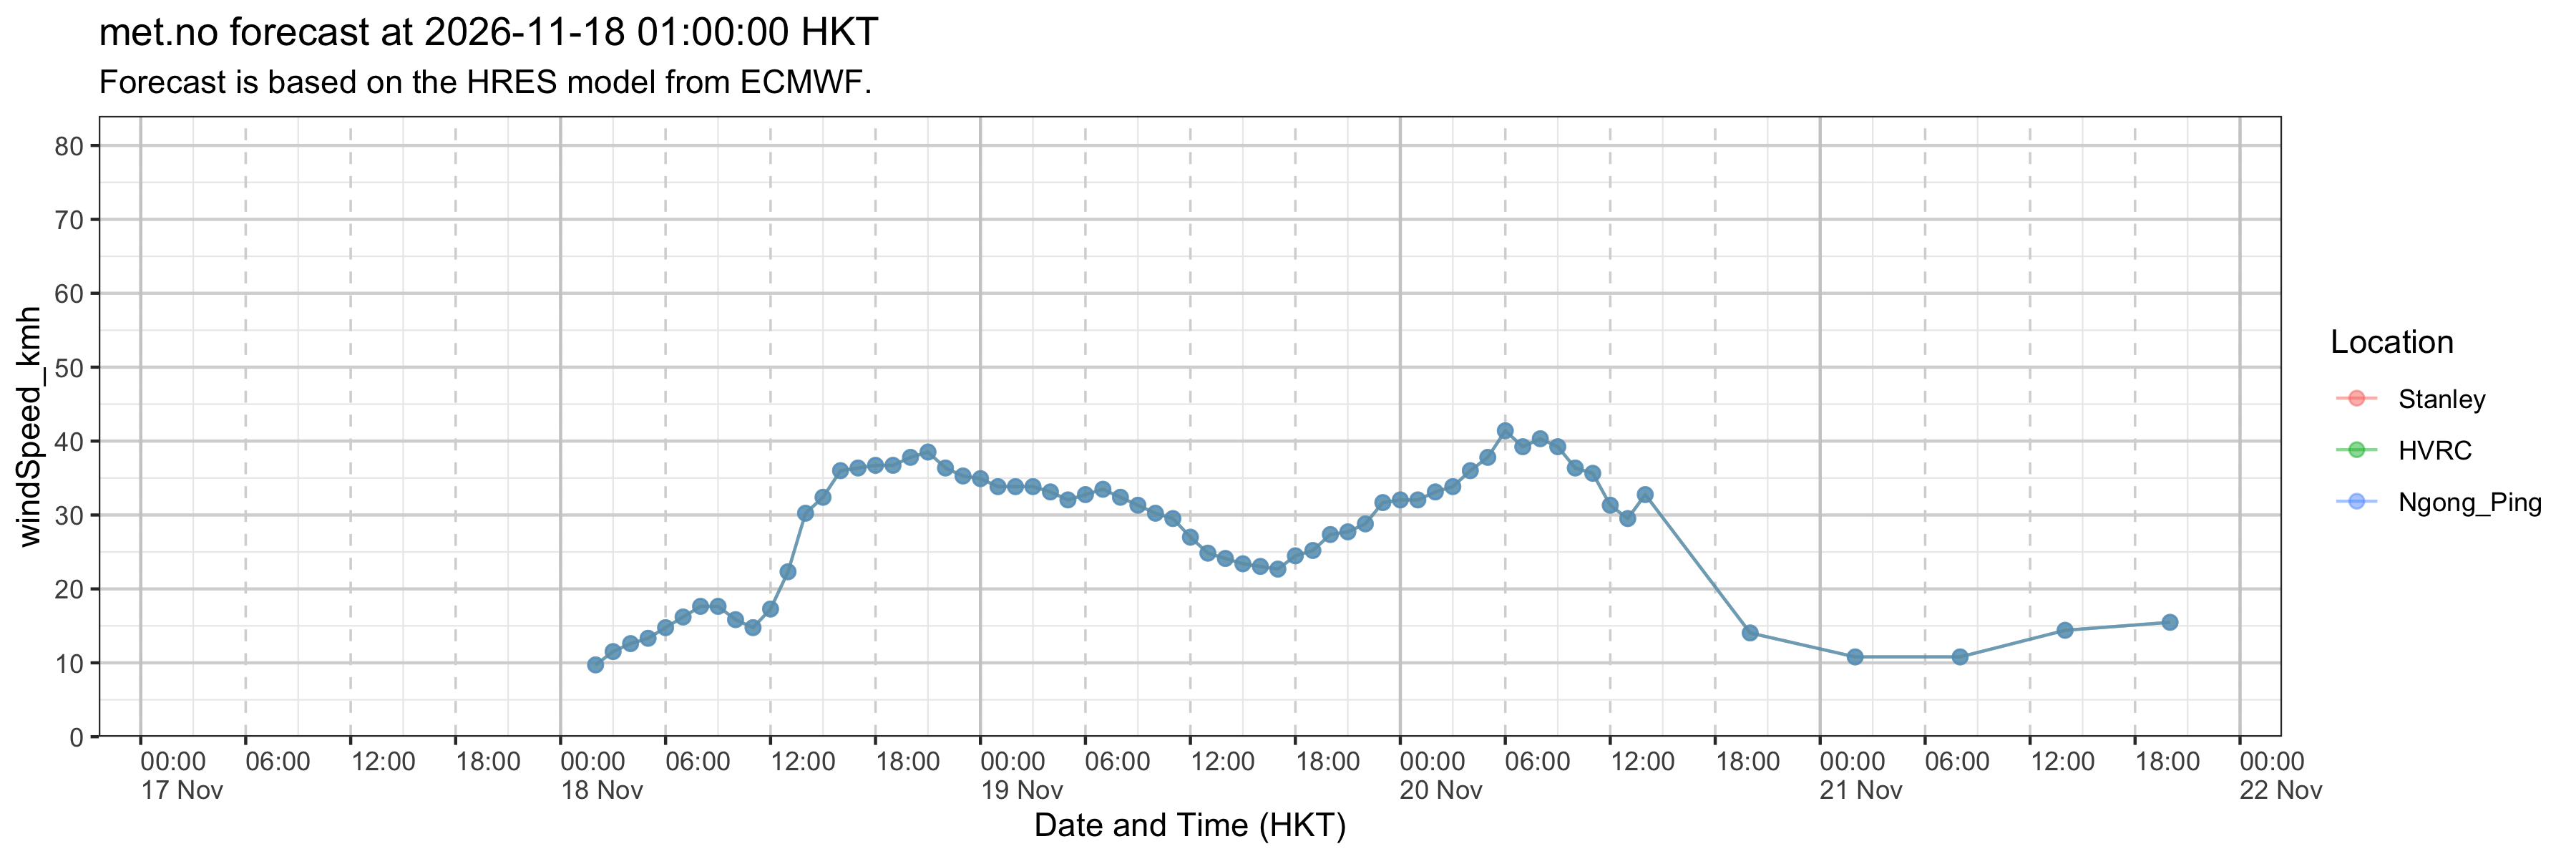 met.no forecast at 2026-11-18 01:00:00 HKT
Forecast is based on the HRES model from ECMWF.
windSpeed_kmh
80
70
60
50
40
30
20
10
0
00:00 06:00 12:00 18:00 00:00 06:00 12:00 18:00 00:00 06:00 12:00 18:00 00:00 06:00 12:00 18:00 00:00 06:00 12:00 18:00 00:00
17 Nov 18 Nov 19 Nov 20 Nov 21 Nov 22 Nov
Date and Time (HKT)
Location
Stanley
HVRC
Ngong_Ping